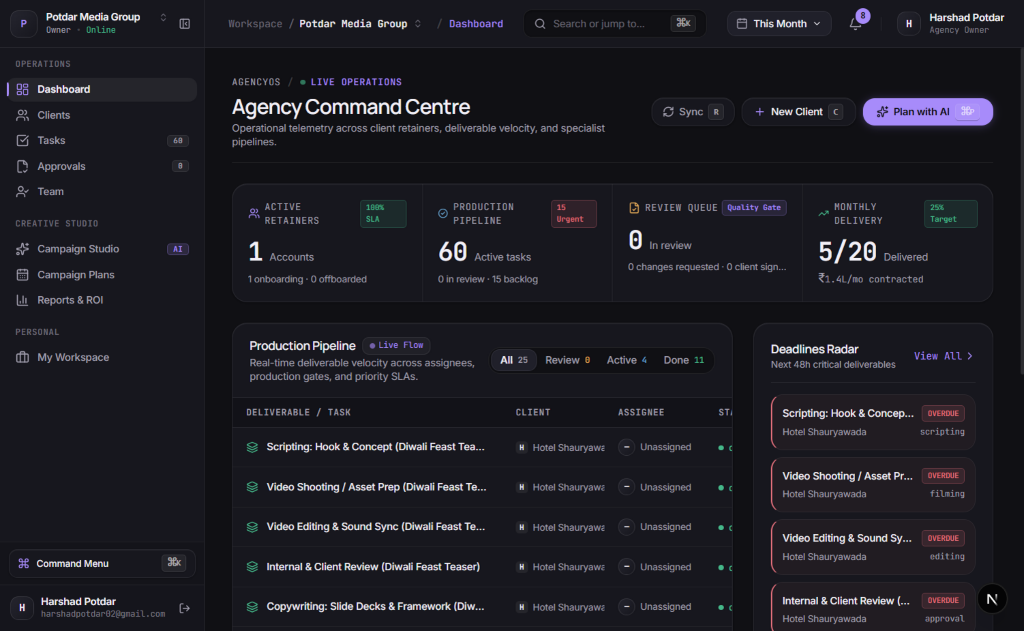 P
Potdar Media Group
Owner · Online
OPERATIONS
Dashboard
Clients
Tasks 60
Approvals 0
Team
CREATIVE STUDIO
Campaign Studio AI
Campaign Plans
Reports & ROI
PERSONAL
My Workspace
Command Menu ⌘K
H
Harshad Potdar
harshadpotdar02@gmail.com
Workspace / Potdar Media Group / Dashboard
Search or jump to... ⌘K
This Month
8
H
Harshad Potdar
Agency Owner
AGENCYOS / LIVE OPERATIONS
Agency Command Centre
Operational telemetry across client retainers, deliverable velocity, and specialist
pipelines.
Sync R
New Client C
Plan with AI
ACTIVE RETAINERS
100% SLA
1 Accounts
1 onboarding · 0 offboarded
PRODUCTION PIPELINE
15 Urgent
60 Active tasks
0 in review · 15 backlog
REVIEW QUEUE Quality Gate
0 In review
0 changes requested · 0 client sign...
MONTHLY DELIVERY
25% Target
5/20 Delivered
₹1.4L/mo contracted
Production Pipeline Live Flow
Real-time deliverable velocity across assignees,
production gates, and priority SLAs.
All 25 Review 0 Active 4 Done 11
DELIVERABLE / TASK CLIENT ASSIGNEE
Scripting: Hook & Concept (Diwali Feast Tea... H Hotel Shauryawa – Unassigned
Video Shooting / Asset Prep (Diwali Feast Te... H Hotel Shauryawa – Unassigned
Video Editing & Sound Sync (Diwali Feast Te... H Hotel Shauryawa – Unassigned
Internal & Client Review (Diwali Feast Teaser) H Hotel Shauryawa – Unassigned
Copywriting: Slide Decks & Framework (Diw... H Hotel Shauryawa – Unassigned
Deadlines Radar
Next 48h critical deliverables
View All
Scripting: Hook & Concep... OVERDUE
Hotel Shauryawada scripting
Video Shooting / Asset Pr... OVERDUE
Hotel Shauryawada filming
Video Editing & Sound Sy... OVERDUE
Hotel Shauryawada editing
Internal & Client Review (... OVERDUE
Hotel Shauryawada approval
N